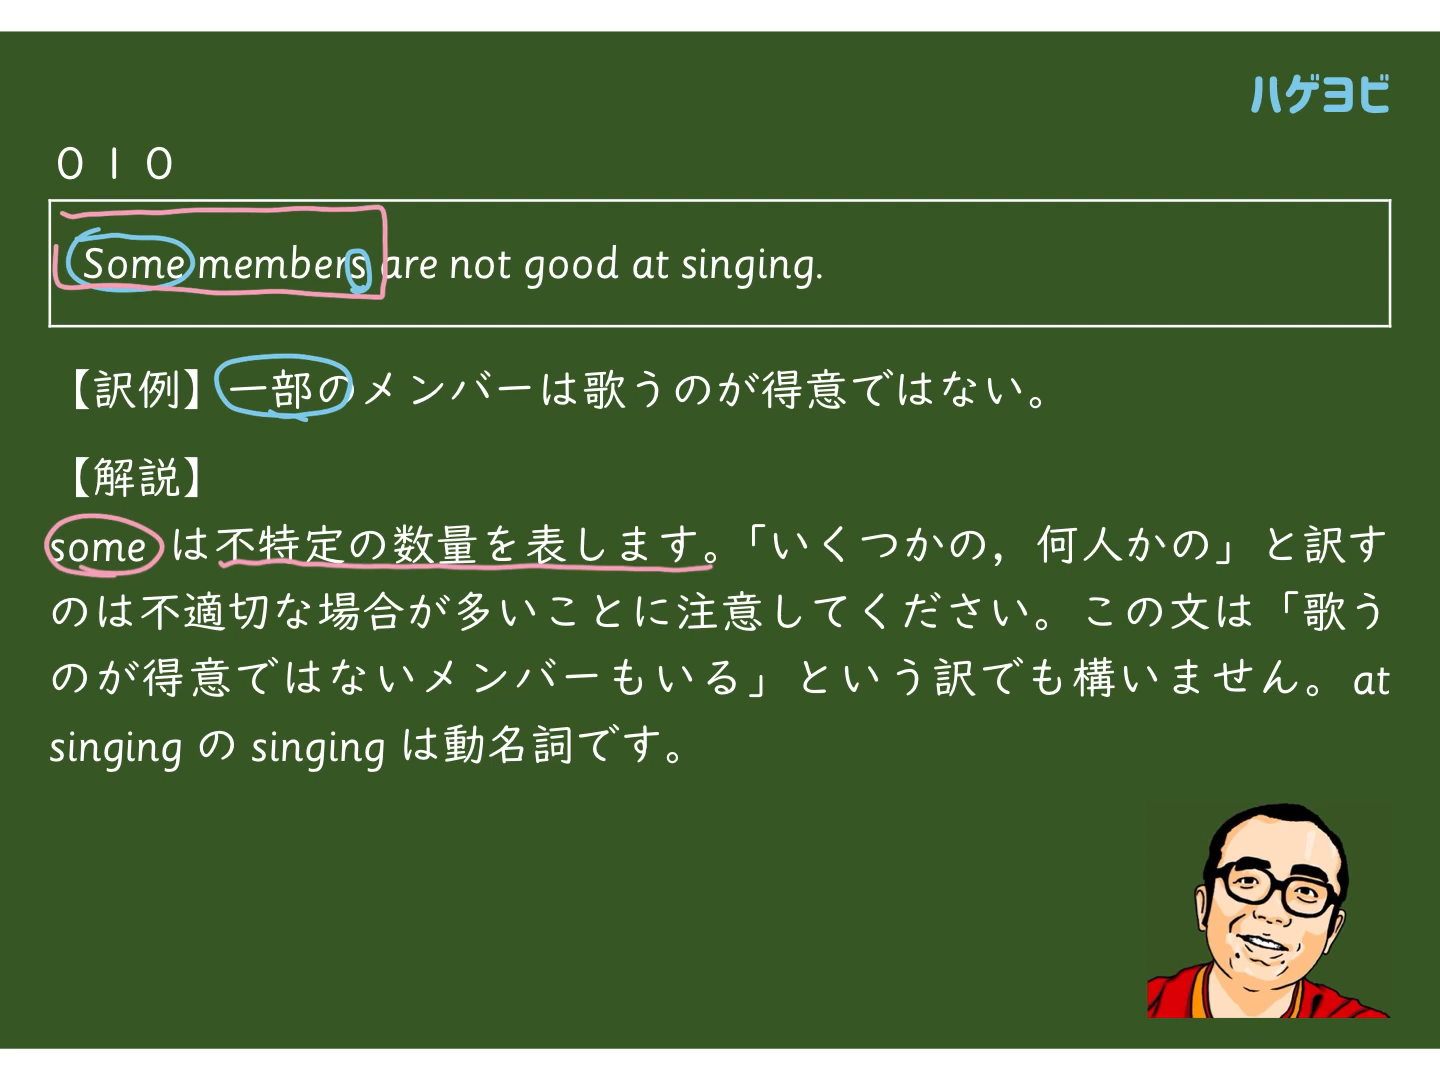 ハゲヨビ
010
Some members are not good at singing.
【訳例】一部のメンバーは歌うのが得意ではない。
【解説】
some は不特定の数量を表します。「いくつかの，何人かの」と訳す
のは不適切な場合が多いことに注意してください。この文は「歌う
のが得意ではないメンバーもいる」という訳でも構いません。at
singing の singing は動名詞です。